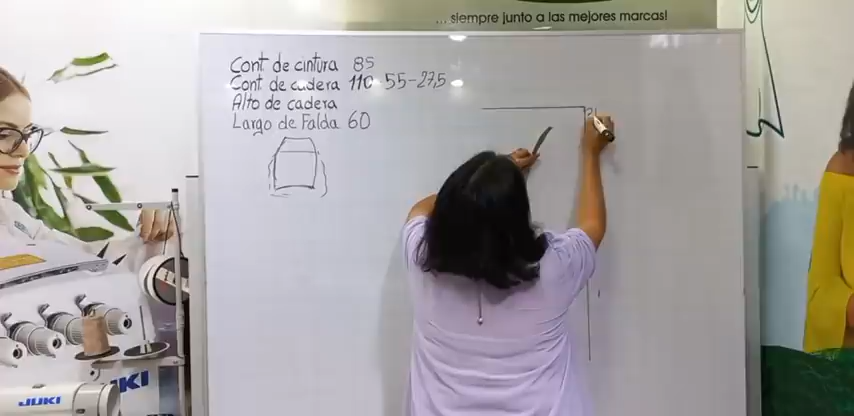 ... siempre junto a las mejores marcas!
Cont de cintura 85
Cont de cadera 110 55-27,5
Alto de cadera
Largo de Falda 60
JUKI
JUKI